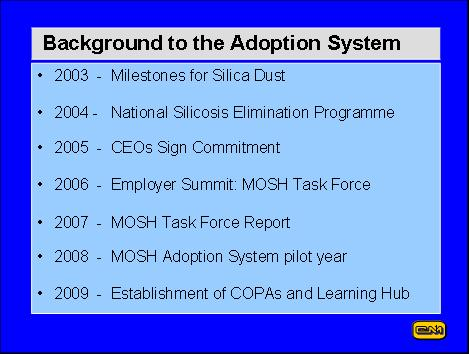 Background to the Adoption System
• 2003 - Milestones for Silica Dust
• 2004 - National Silicosis Elimination Programme
• 2005 - CEOs Sign Commitment
• 2006 - Employer Summit: MOSH Task Force
• 2007 - MOSH Task Force Report
• 2008 - MOSH Adoption System pilot year
• 2009 - Establishment of COPAs and Learning Hub